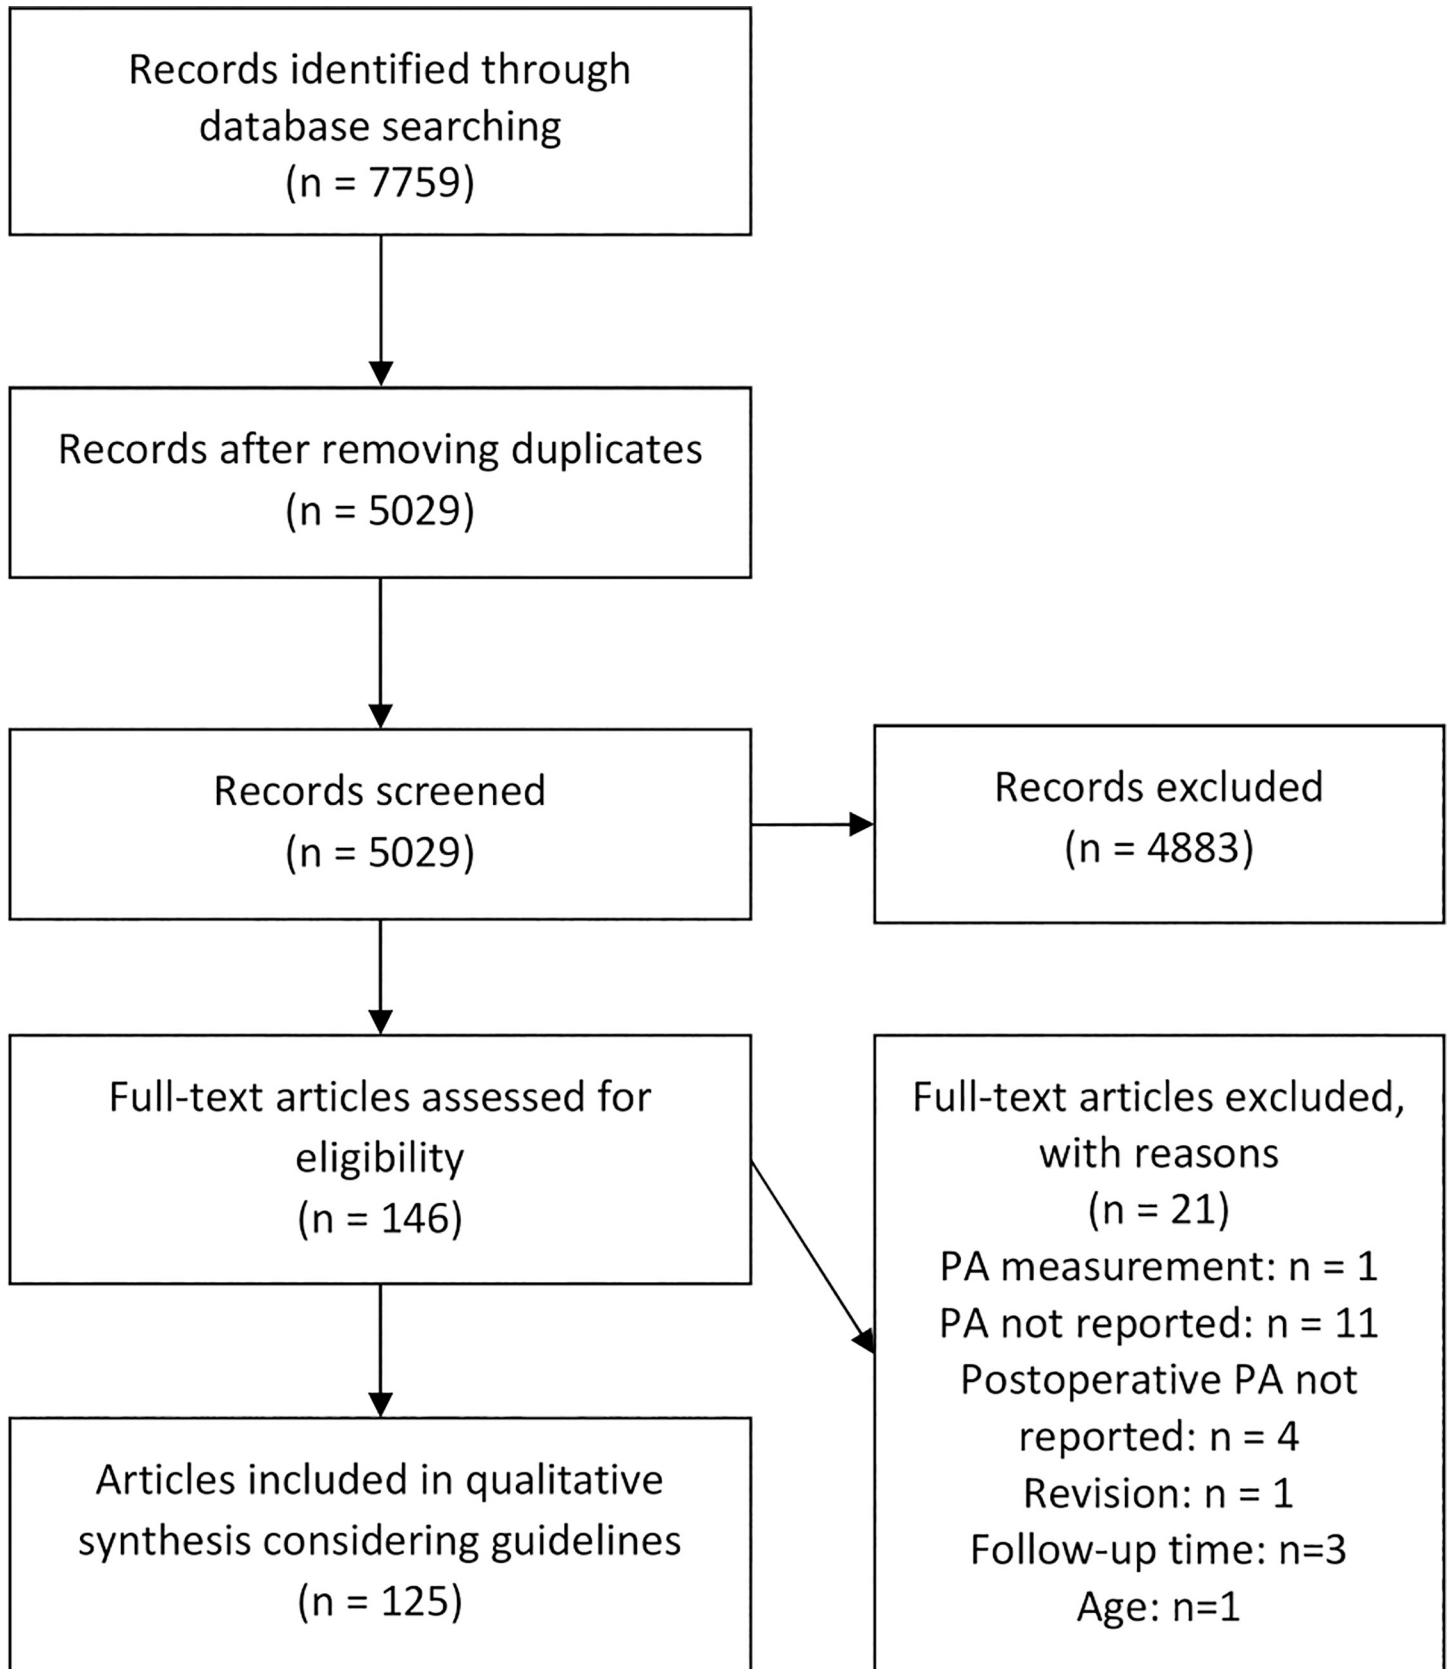 Records identified through
database searching
(n = 7759)
Records after removing duplicates
(n = 5029)
Records screened
(n = 5029)
Records excluded
(n = 4883)
Full-text articles assessed for
eligibility
(n = 146)
Full-text articles excluded,
with reasons
(n = 21)
PA measurement: n = 1
PA not reported: n = 11
Postoperative PA not
reported: n = 4
Revision: n = 1
Follow-up time: n=3
Age: n=1
Articles included in qualitative
synthesis considering guidelines
(n = 125)